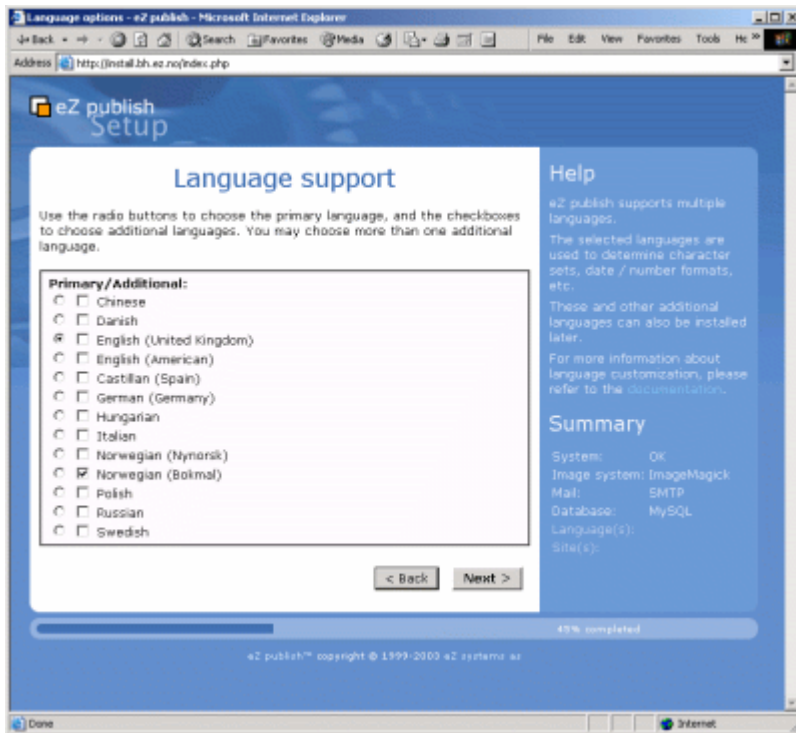 Language options - eZ publish - Microsoft Internet Explorer
Back Search Favorites Media File Edit View Favorites Tools He »
Address http://install.bh.ez.no/index.php
eZ publish
Setup
Language support
Use the radio buttons to choose the primary language, and the checkboxes
to choose additional languages. You may choose more than one additional
language.
Primary/Additional:
Chinese
Danish
English (United Kingdom)
English (American)
Castillan (Spain)
German (Germany)
Hungarian
Italian
Norwegian (Nynorsk)
Norwegian (Bokmal)
Polish
Russian
Swedish
< Back Next >
Help
eZ publish supports multiple
languages.
The selected languages are
used to determine character
sets, date / number formats,
etc.
These and other additional
languages can also be installed
later.
For more information about
language customization, please
refer to the documentation.
Summary
System: OK
Image system: ImageMagick
Mail: SMTP
Database: MySQL
Language(s):
Site(s):
45% completed
eZ publish™ copyright © 1999-2003 eZ systems as
Done Internet